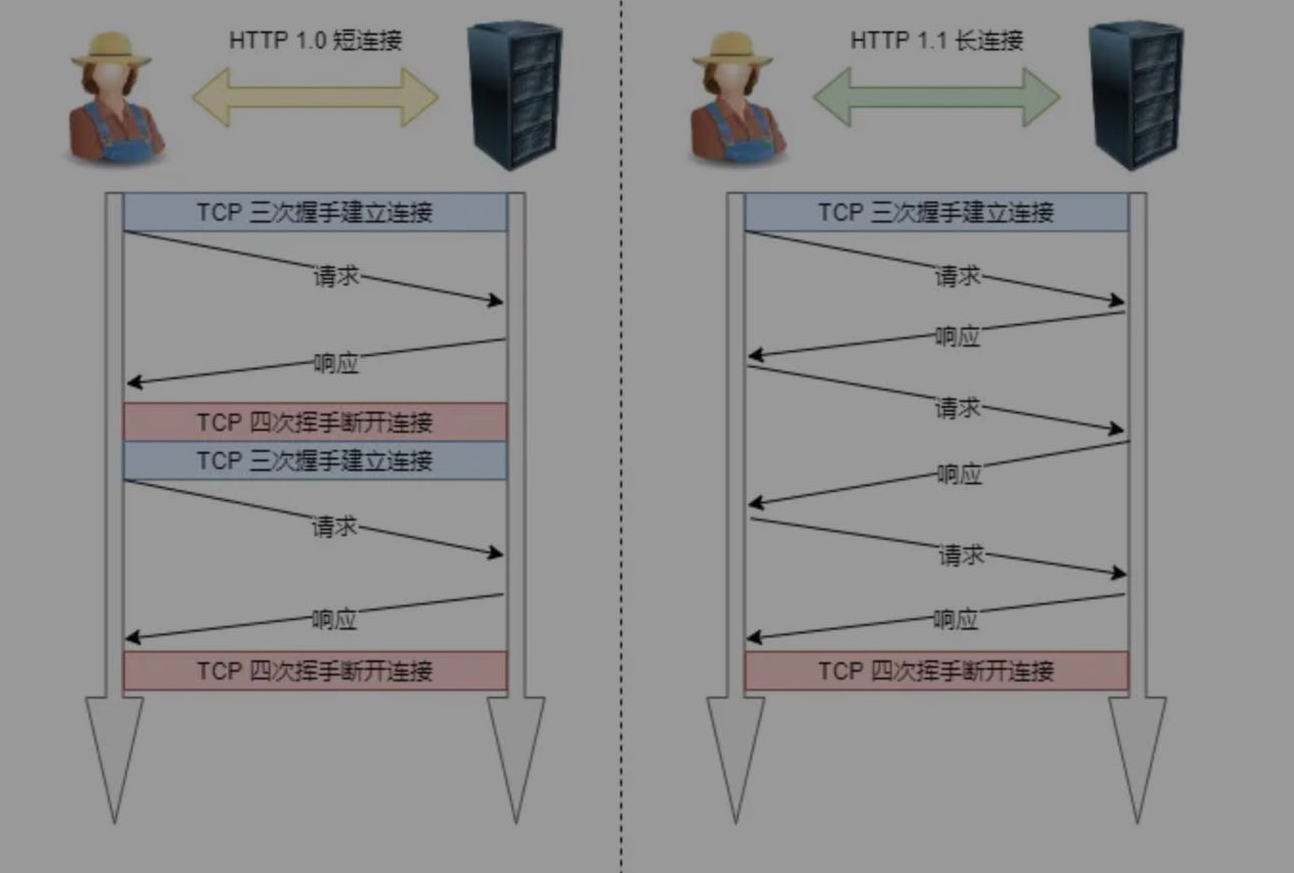 HTTP 1.0 短连接
TCP 三次握手建立连接
请求
响应
TCP 四次挥手断开连接
TCP 三次握手建立连接
请求
响应
TCP 四次挥手断开连接
HTTP 1.1 长连接
TCP 三次握手建立连接
请求
响应
请求
响应
请求
响应
TCP 四次挥手断开连接